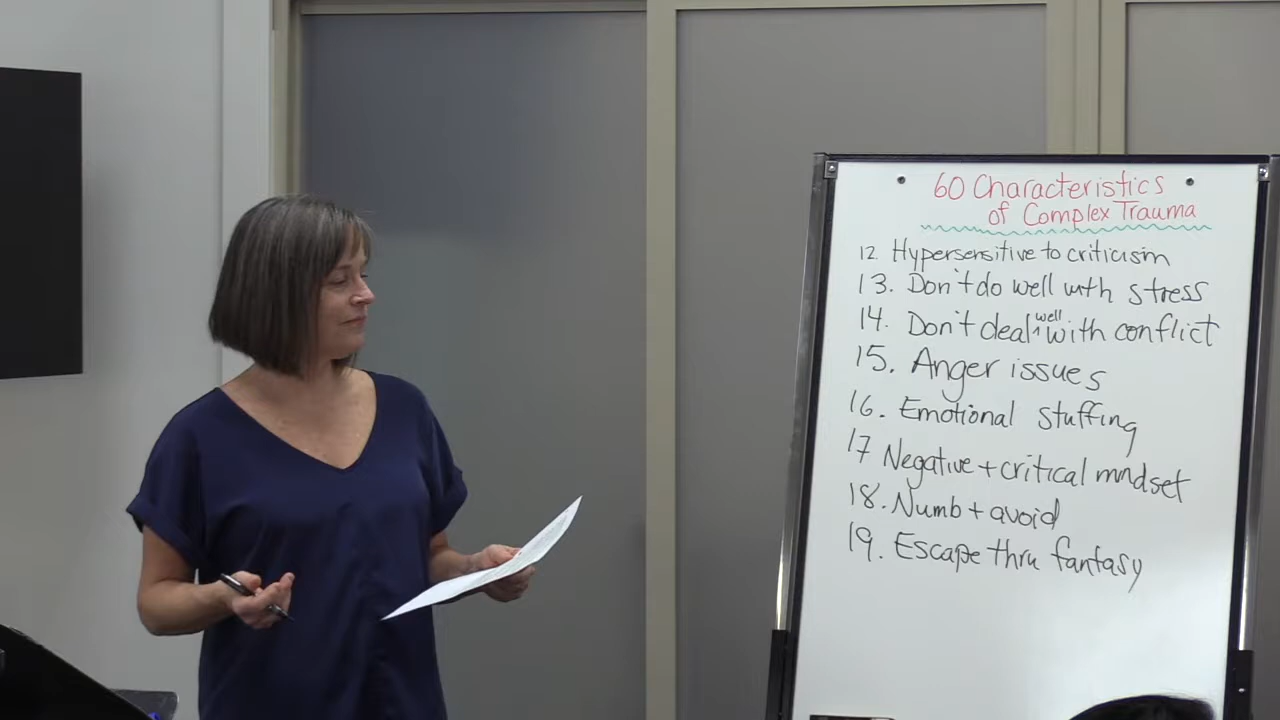 60 Characteristics
of Complex Trauma
12 Hypersensitive to criticism
13. Don't do well with stress
14. Don't deal well with conflict
15. Anger issues
16. Emotional stuffing
17 Negative + critical mindset
18. Numb + avoid
19. Escape thru fantasy